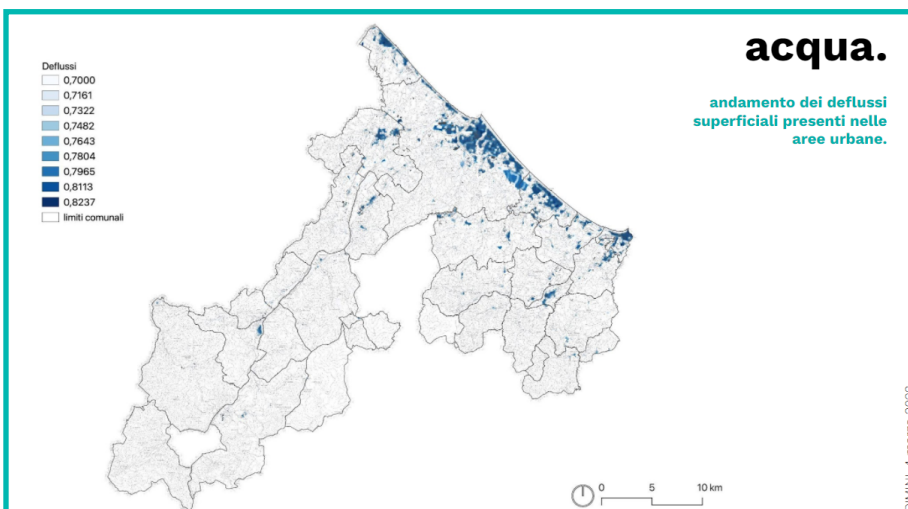 acqua.
andamento dei deflussi
superficiali presenti nelle
aree urbane.
Deflussi
0,7000
0,7161
0,7322
0,7482
0,7643
0,7804
0,7965
0,8113
0,8237
limiti comunali
0 5 10 km